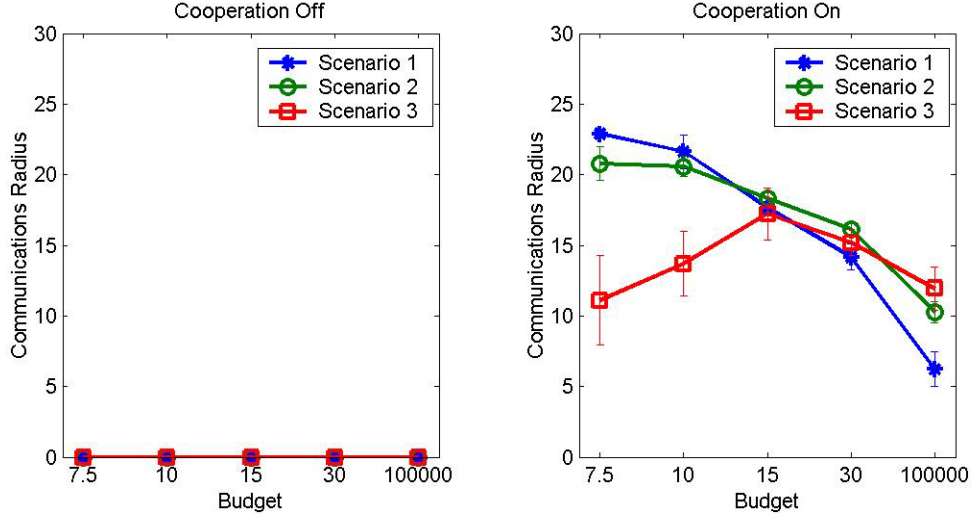 Cooperation Off
30
25
20
15
10
5
0
Communications Radius
Scenario 1
Scenario 2
Scenario 3
7.5 10 15 30 100000
Budget
Cooperation On
30
25
20
15
10
5
0
Communications Radius
Scenario 1
Scenario 2
Scenario 3
7.5 10 15 30 100000
Budget